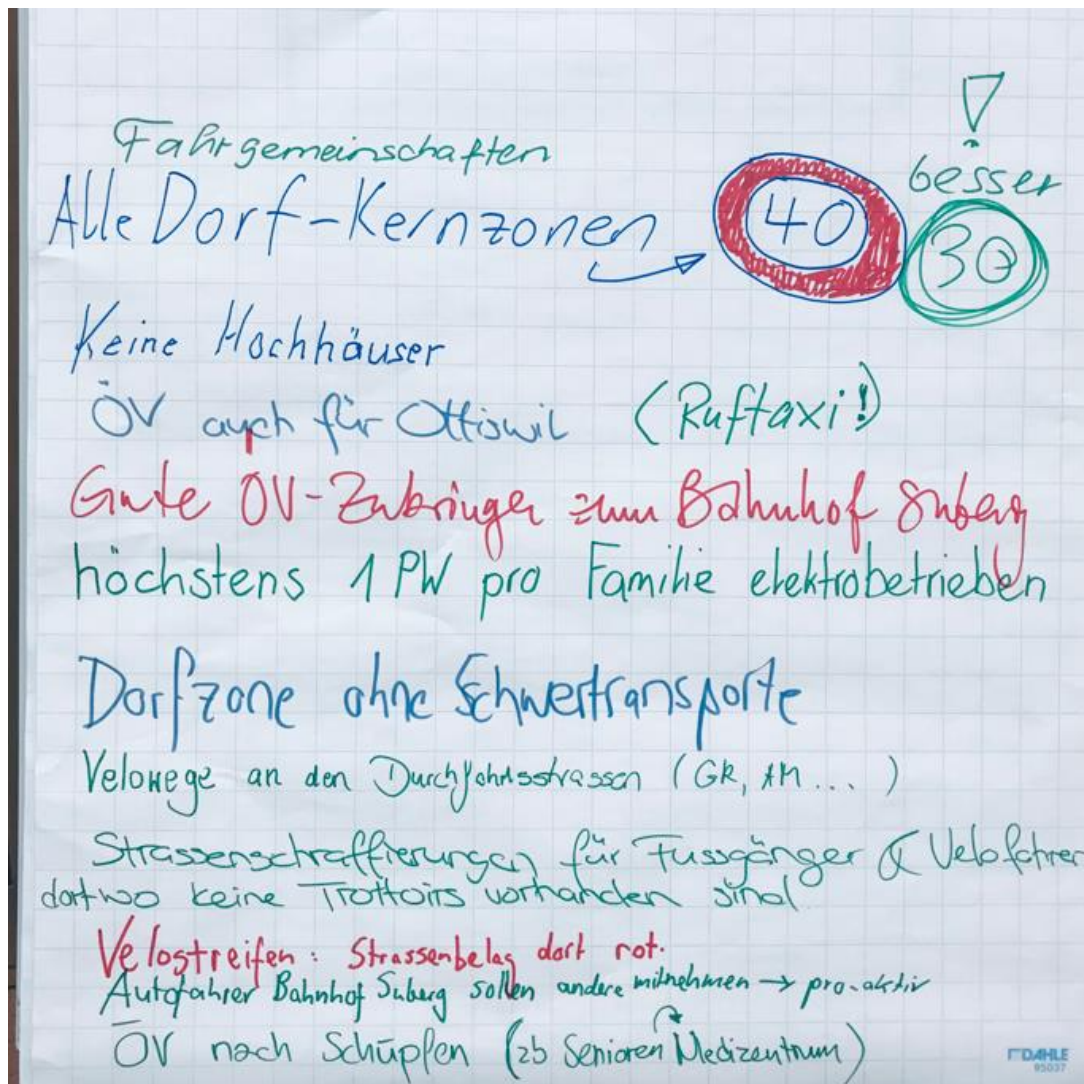 Fahrgemeinschaften
!
besser
Alle Dorf-Kernzonen → 40 30
Keine Hochhäuser
ÖV auch für Ottiswil (Ruftaxi!)
Gute ÖV-Zubringer zum Bahnhof Suberg
höchstens 1 PW pro Familie elektrobetrieben
Dorfzone ohne Schwertransporte
Velowege an den Durchfahrtsstrassen (GR, AM...)
Strassenschraffierungen für Fussgänger & Velofahrer
dort wo keine Trottoirs vorhanden sind
Velostreifen: Strassenbelag dort rot.
Autofahrer Bahnhof Suberg sollen andere mitnehmen → pro-aktiv
ÖV nach Schüpfen (zb Senioren Medizentrum)
DAHLE
95037